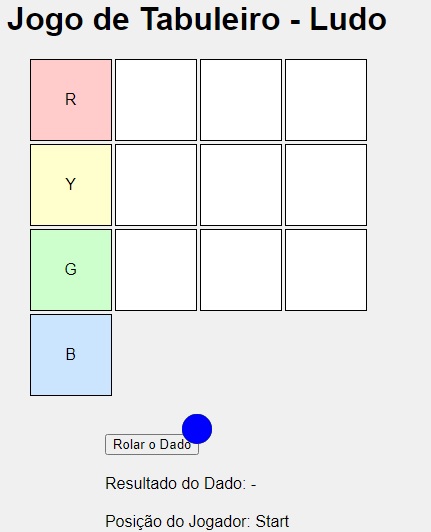 Jogo de Tabuleiro - Ludo
R
Y
G
B
Rolar o Dado
Resultado do Dado: -
Posição do Jogador: Start